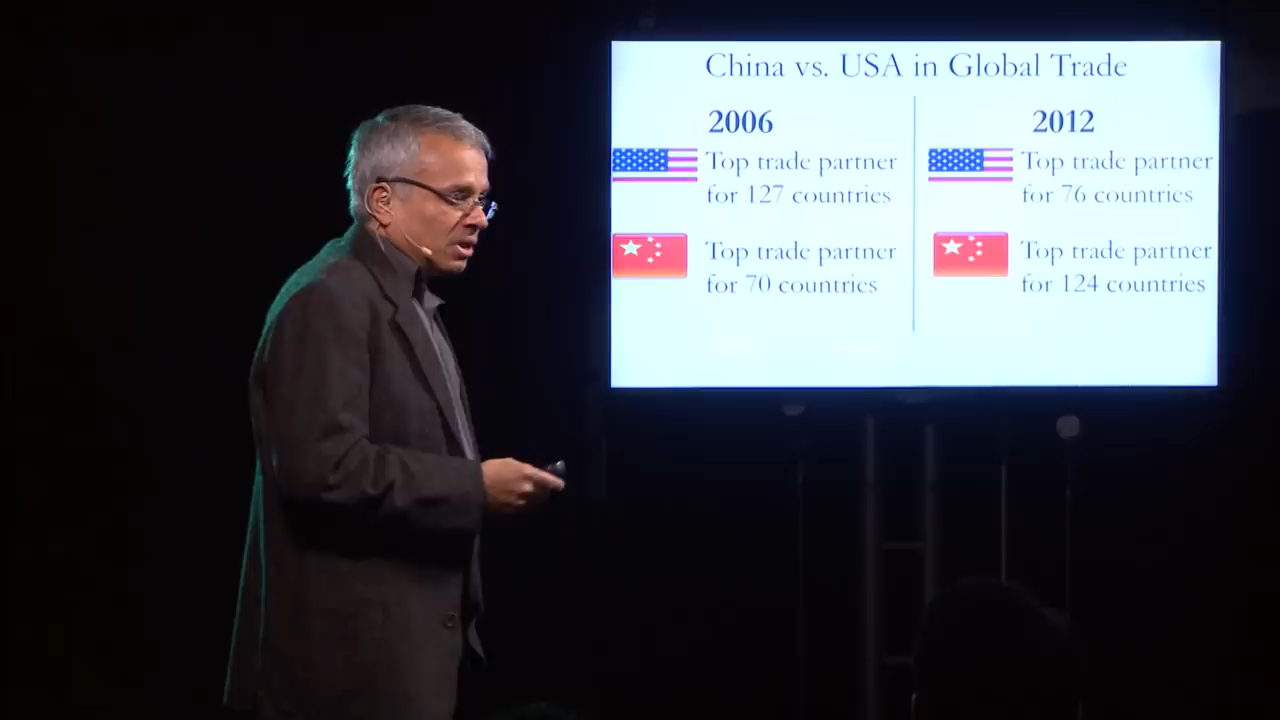 China vs. USA in Global Trade
2006
Top trade partner
for 127 countries
Top trade partner
for 70 countries
2012
Top trade partner
for 76 countries
Top trade partner
for 124 countries